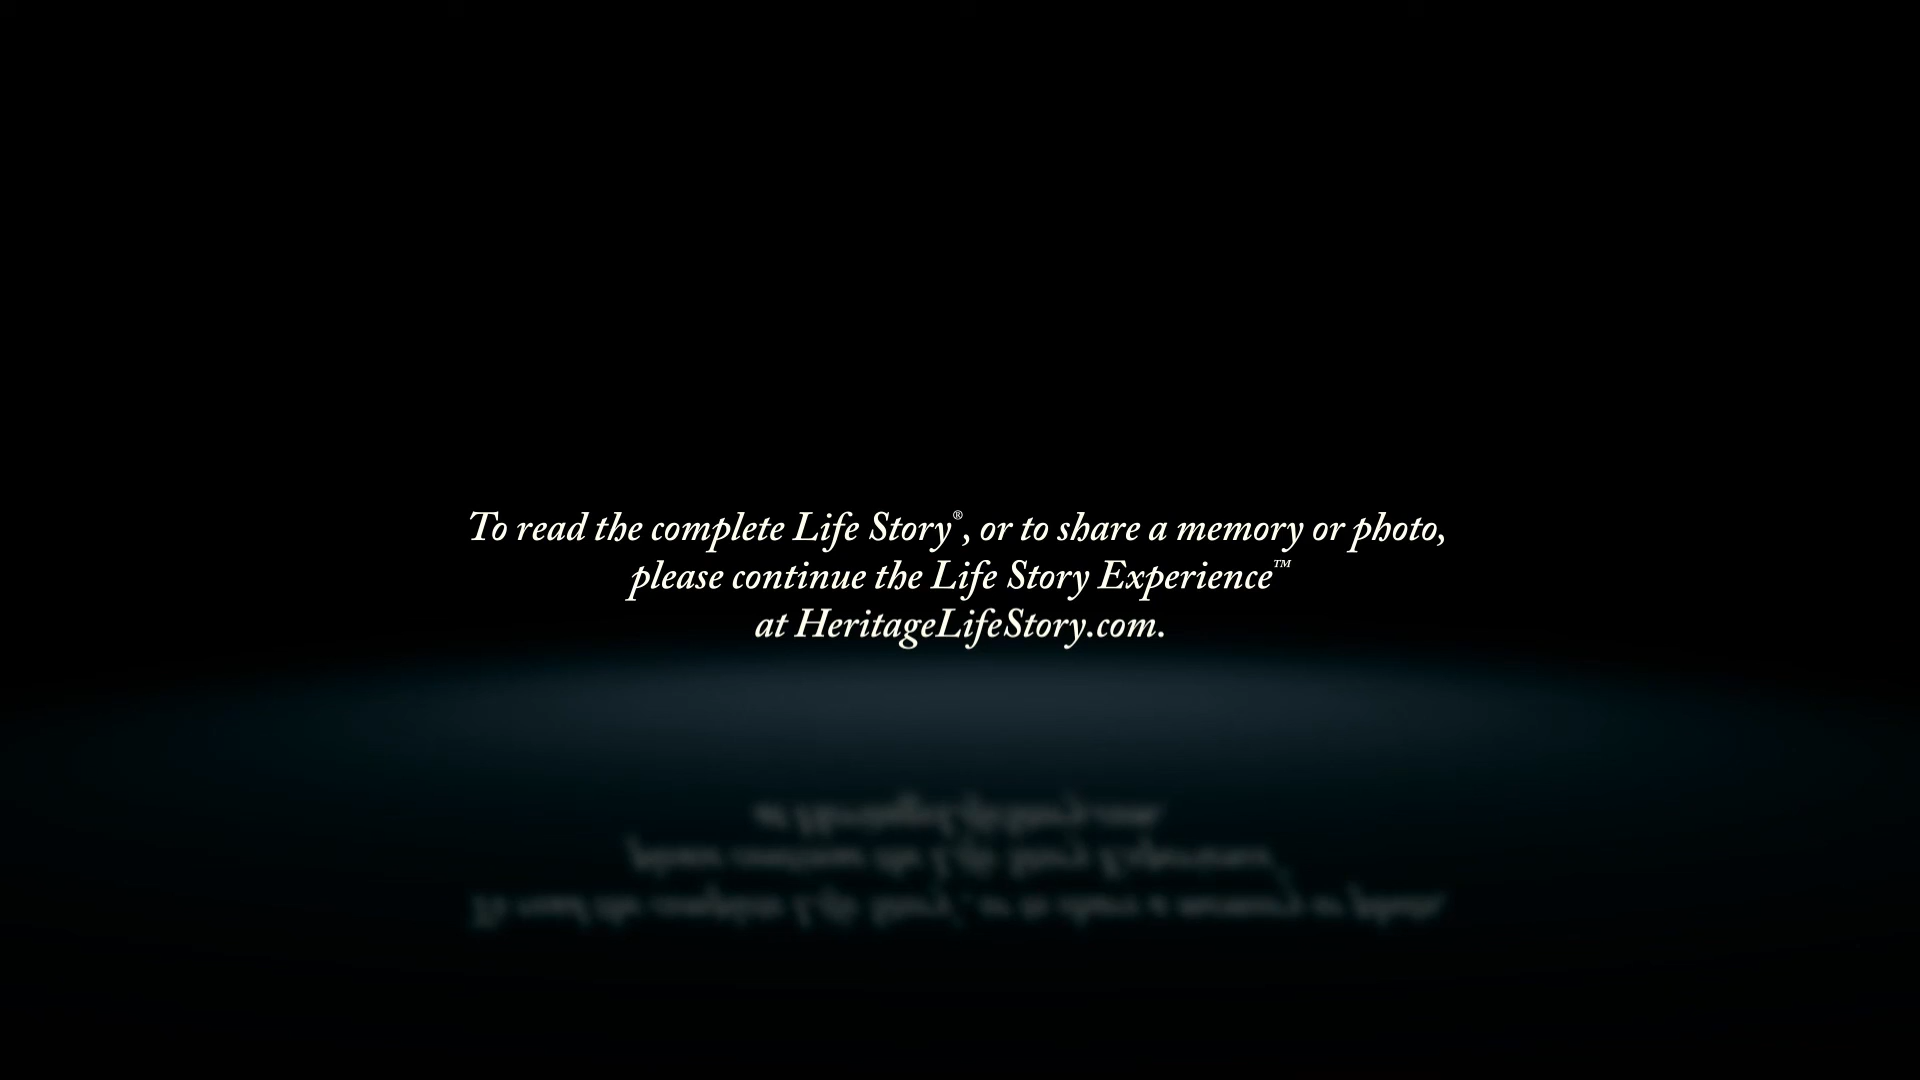 To read the complete Life Story®, or to share a memory or photo,
please continue the Life Story Experience™
at HeritageLifeStory.com.